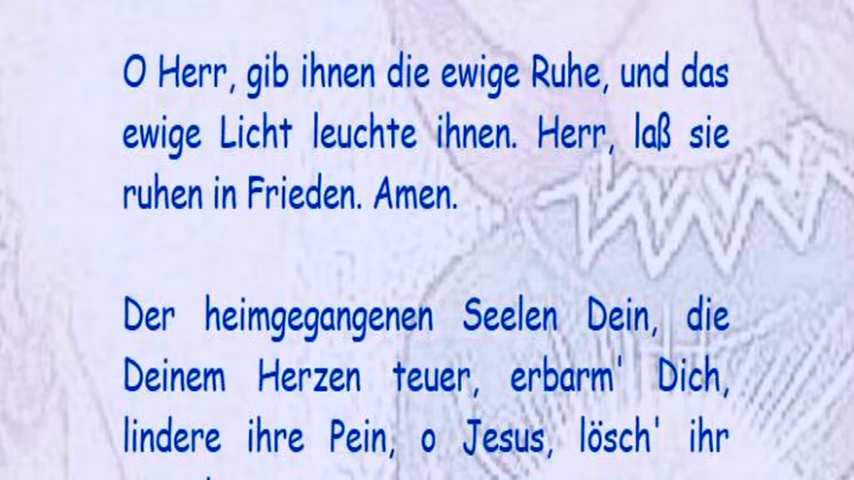 O Herr, gib ihnen die ewige Ruhe, und das
ewige Licht leuchte ihnen. Herr, laß sie
ruhen in Frieden. Amen.
Der heimgegangenen Seelen Dein, die
Deinem Herzen teuer, erbarm' Dich,
lindere ihre Pein, o Jesus, lösch' ihr